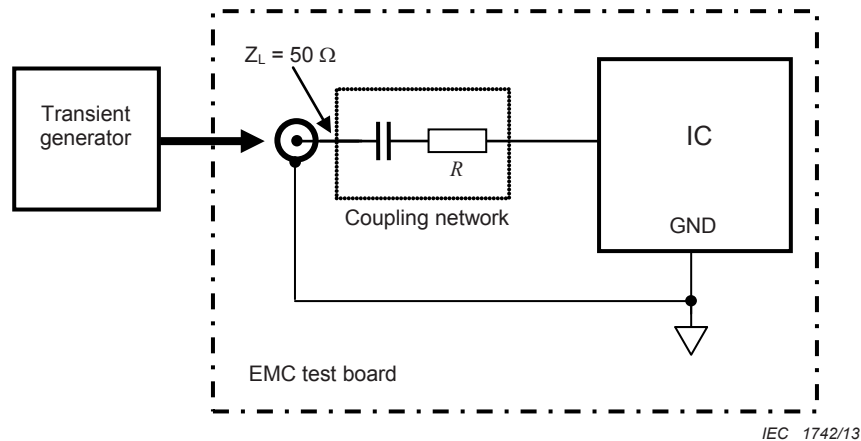 Z_L = 50 Ω
Transient
generator
R
IC
Coupling network
GND
EMC test board
IEC 1742/13